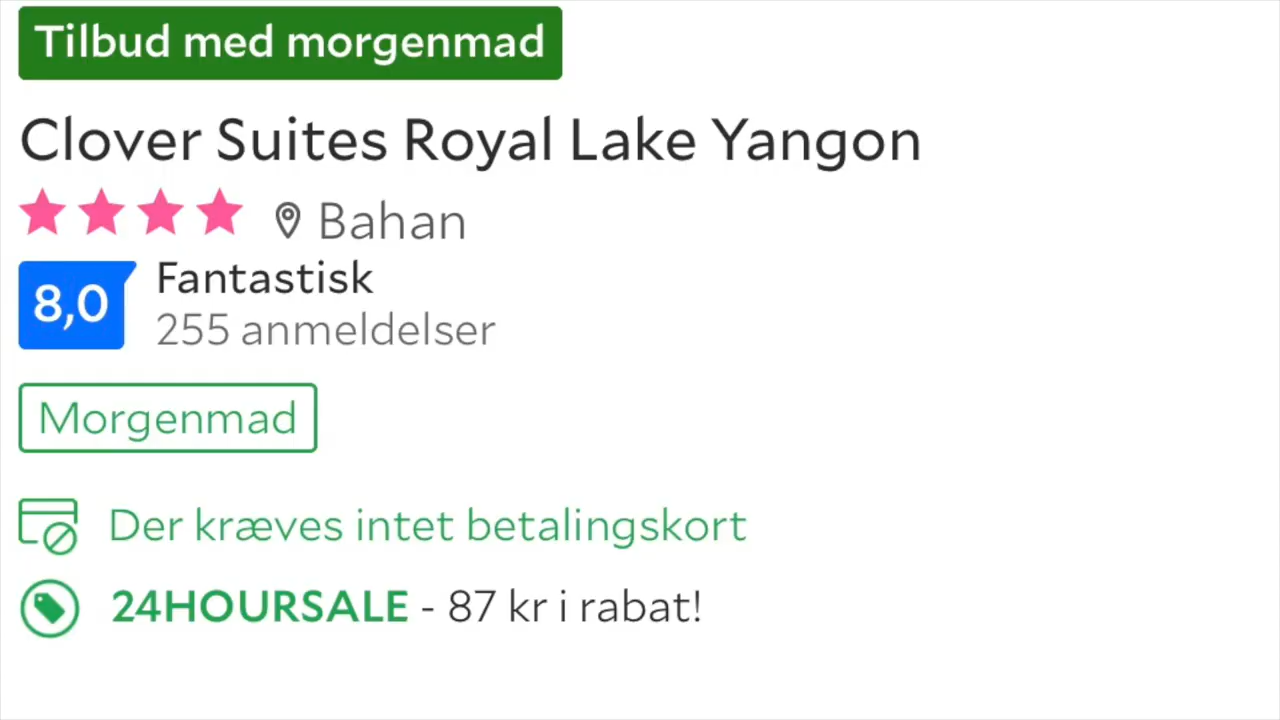 Tilbud med morgenmad
Clover Suites Royal Lake Yangon
Bahan
8,0
Fantastisk
255 anmeldelser
Morgenmad
Der kræves intet betalingskort
24HOURSALE - 87 kr i rabat!